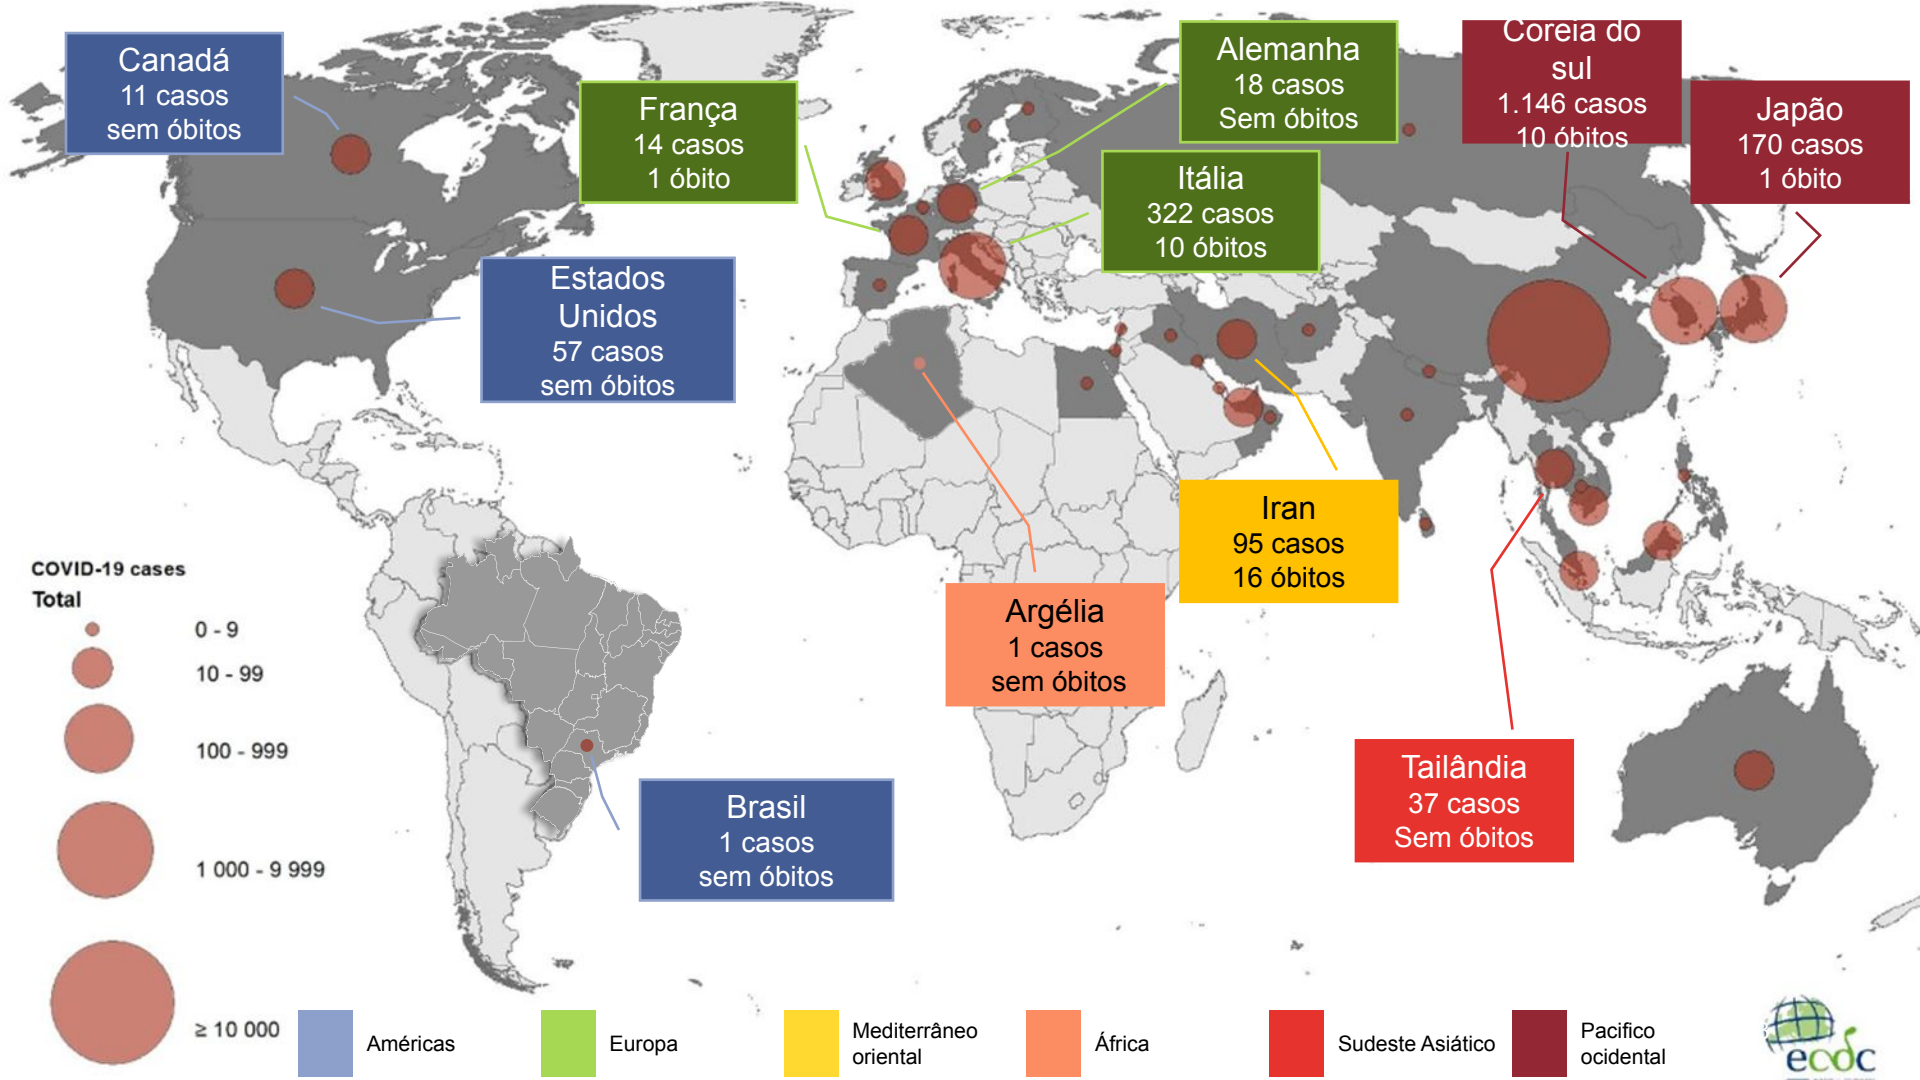 Canadá
11 casos
sem óbitos
França
14 casos
1 óbito
Alemanha
18 casos
Sem óbitos
Coreia do
sul
1.146 casos
10 óbitos
Japão
170 casos
1 óbito
Itália
322 casos
10 óbitos
Estados
Unidos
57 casos
sem óbitos
Iran
95 casos
16 óbitos
Argélia
1 casos
sem óbitos
Tailândia
37 casos
Sem óbitos
Brasil
1 casos
sem óbitos
COVID-19 cases
Total
0 - 9
10 - 99
100 - 999
1 000 - 9 999
≥ 10 000
Américas
Europa
Mediterrâneo
oriental
África
Sudeste Asiático
Pacifico
ocidental
ecdc